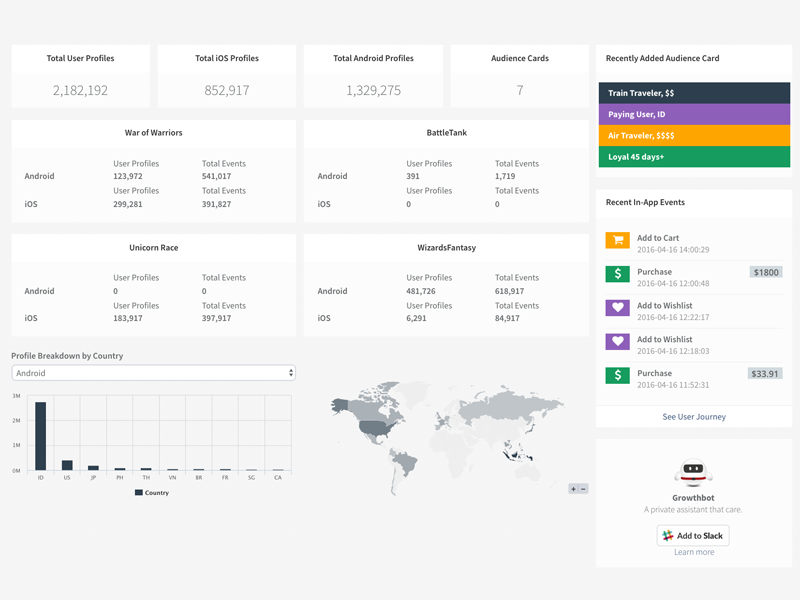 Total User Profiles
2,182,192
Total iOS Profiles
852,917
Total Android Profiles
1,329,275
Audience Cards
7
War of Warriors
User Profiles Total Events
Android 123,972 541,017
User Profiles Total Events
iOS 299,281 391,827
BattleTank
User Profiles Total Events
Android 391 1,719
User Profiles Total Events
iOS 0 0
Unicorn Race
User Profiles Total Events
Android 0 0
User Profiles Total Events
iOS 183,917 397,917
WizardsFantasy
User Profiles Total Events
Android 481,726 618,917
User Profiles Total Events
iOS 6,291 84,917
Profile Breakdown by Country
Android
3M
2M
1M
0M
ID US JP PH TH VN BR FR SG CA
Country
+ −
Recently Added Audience Card
Train Traveler, $$
Paying User, ID
Air Traveler, $$$$
Loyal 45 days+
Recent In-App Events
Add to Cart
2016-04-16 14:00:29
$ Purchase $1800
2016-04-16 12:00:48
Add to Wishlist
2016-04-16 12:22:17
Add to Wishlist
2016-04-16 12:18:03
$ Purchase $33.91
2016-04-16 11:52:31
See User Journey
Growthbot
A private assistant that care.
Add to Slack
Learn more